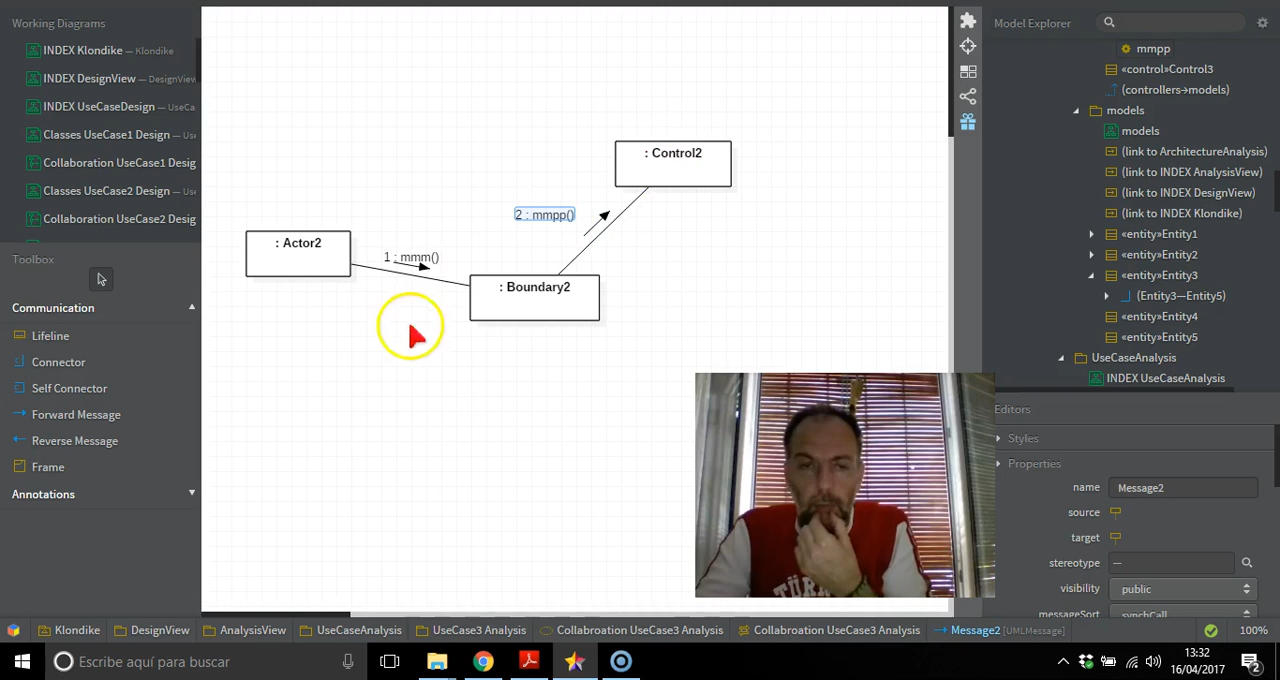 Working Diagrams
INDEX Klondike — Klondike
INDEX DesignView — DesignView
INDEX UseCaseDesign — UseCa
Classes UseCase1 Design — Use
Collaboration UseCase1 Desig
Classes UseCase2 Design — Use
Collaboration UseCase2 Desig
Toolbox
Communication
Lifeline
Connector
Self Connector
Forward Message
Reverse Message
Frame
Annotations
: Control2
2 : mmpp()
: Actor2
1 : mmm()
: Boundary2
TÜRK
Model Explorer
mmpp
«control»Control3
(controllers→models)
models
models
(link to ArchitectureAnalysis)
(link to INDEX AnalysisView)
(link to INDEX DesignView)
(link to INDEX Klondike)
«entity»Entity1
«entity»Entity2
«entity»Entity3
(Entity3—Entity5)
«entity»Entity4
«entity»Entity5
UseCaseAnalysis
INDEX UseCaseAnalysis
Editors
Styles
Properties
name Message2
source
target
stereotype —
visibility public
messageSort synchCall
Klondike DesignView AnalysisView UseCaseAnalysis UseCase3 Analysis Collabroation UseCase3 Analysis Collabroation UseCase3 Analysis Message2 [UMLMessage] 100%
Escribe aquí para buscar
13:32
16/04/2017
2